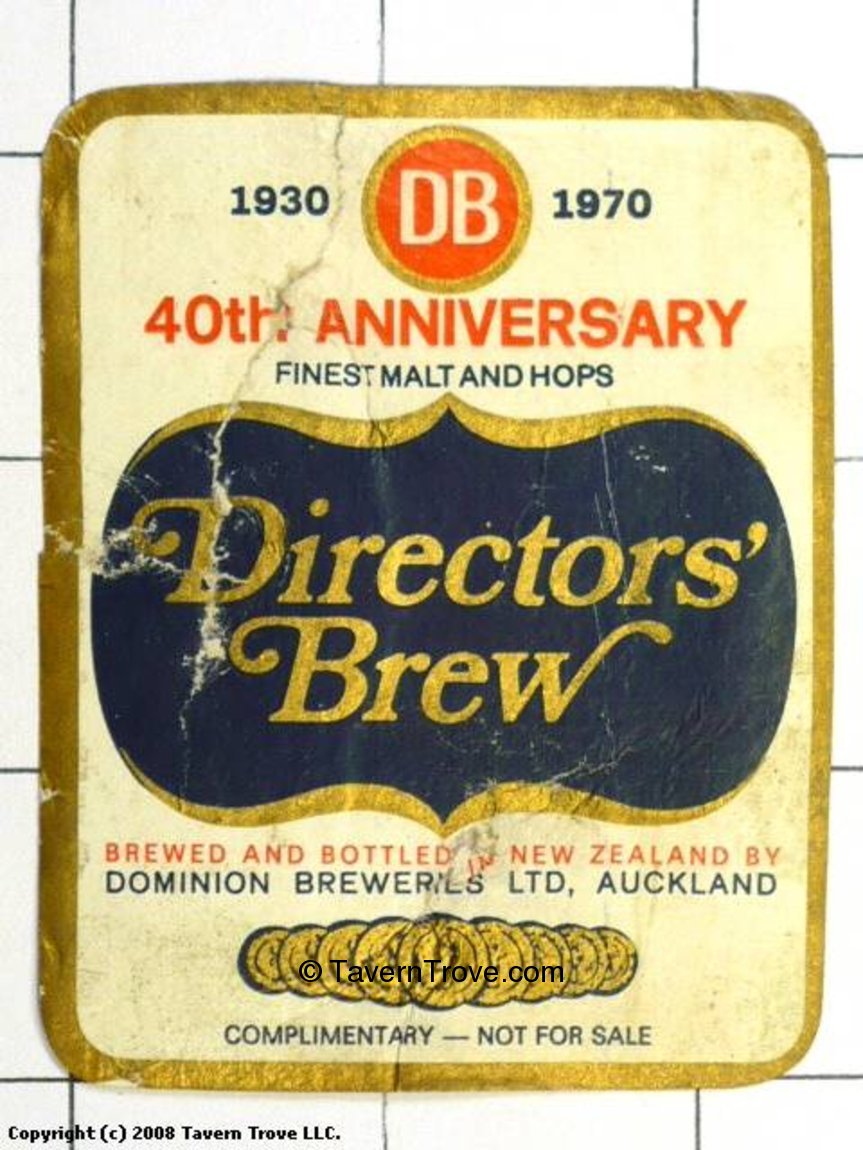 1930 DB 1970
40th ANNIVERSARY
FINEST MALT AND HOPS
Directors'
Brew
BREWED AND BOTTLED IN NEW ZEALAND BY
DOMINION BREWERIES LTD, AUCKLAND
© TavernTrove.com
COMPLIMENTARY — NOT FOR SALE
Copyright (c) 2008 Tavern Trove LLC.